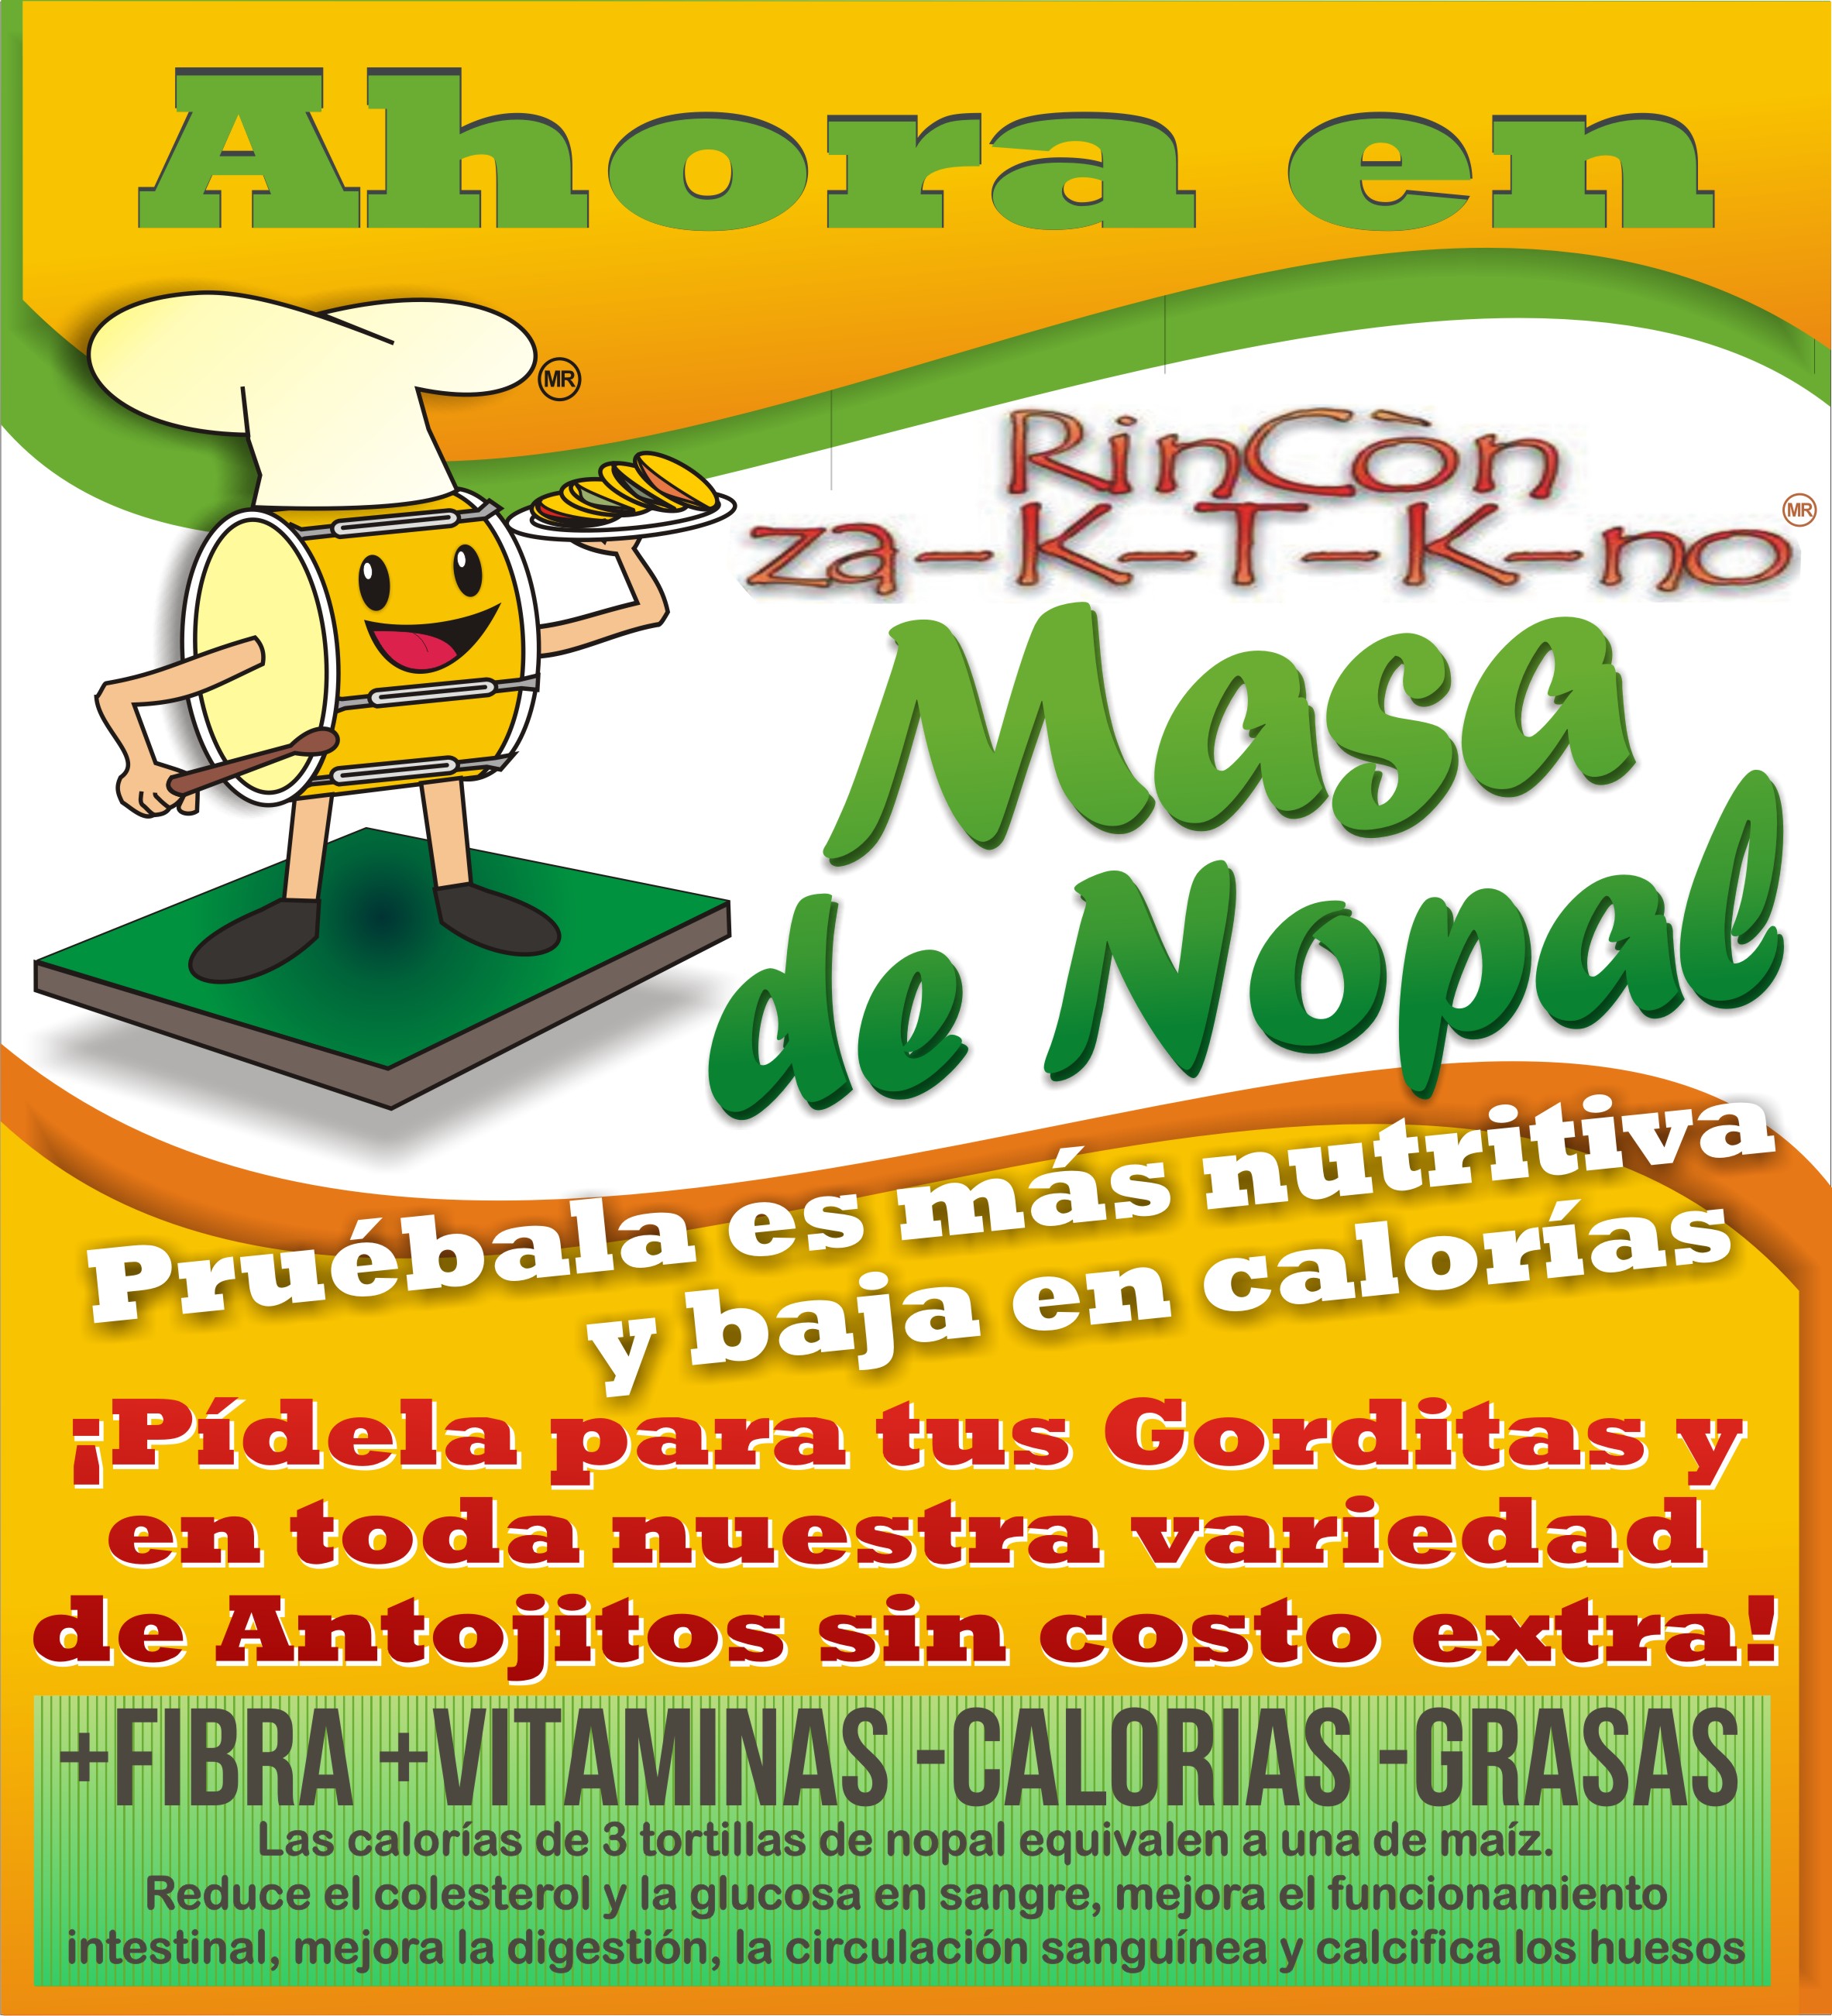 Ahora en
MR
RinCòn
za-K-T-K-no
MR
Masa
de Nopal
Pruébala es más nutritiva
y baja en calorías
¡Pídela para tus Gorditas y
en toda nuestra variedad
de Antojitos sin costo extra!
+FIBRA +VITAMINAS -CALORIAS -GRASAS
Las calorías de 3 tortillas de nopal equivalen a una de maíz.
Reduce el colesterol y la glucosa en sangre, mejora el funcionamiento
intestinal, mejora la digestión, la circulación sanguínea y calcifica los huesos